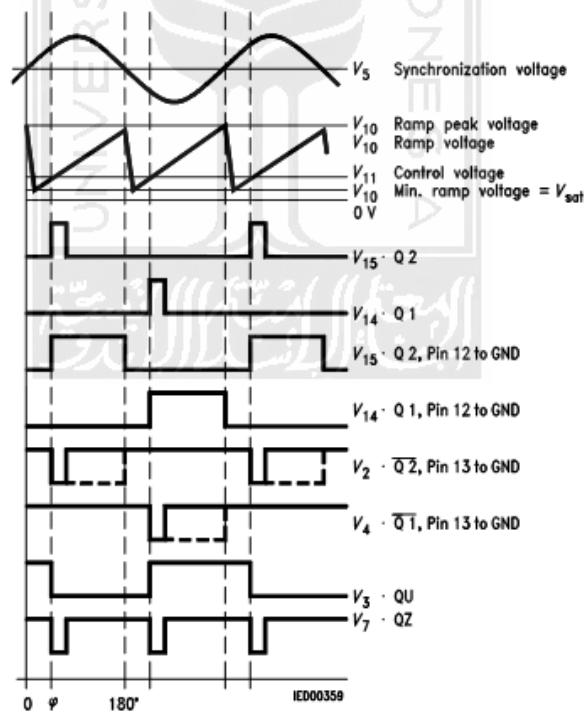 V5 Synchronization voltage
V10 Ramp peak voltage
V10 Ramp voltage
V11 Control voltage
V10 Min. ramp voltage = Vsat
0 V
V15 · Q 2
V14 · Q 1
V15 · Q 2, Pin 12 to GND
V14 · Q 1, Pin 12 to GND
V2 · Q̅ ̅2̅, Pin 13 to GND
V4 · Q̅ ̅1̅, Pin 13 to GND
V3 · QU
V7 · QZ
IED00359
0 φ 180°